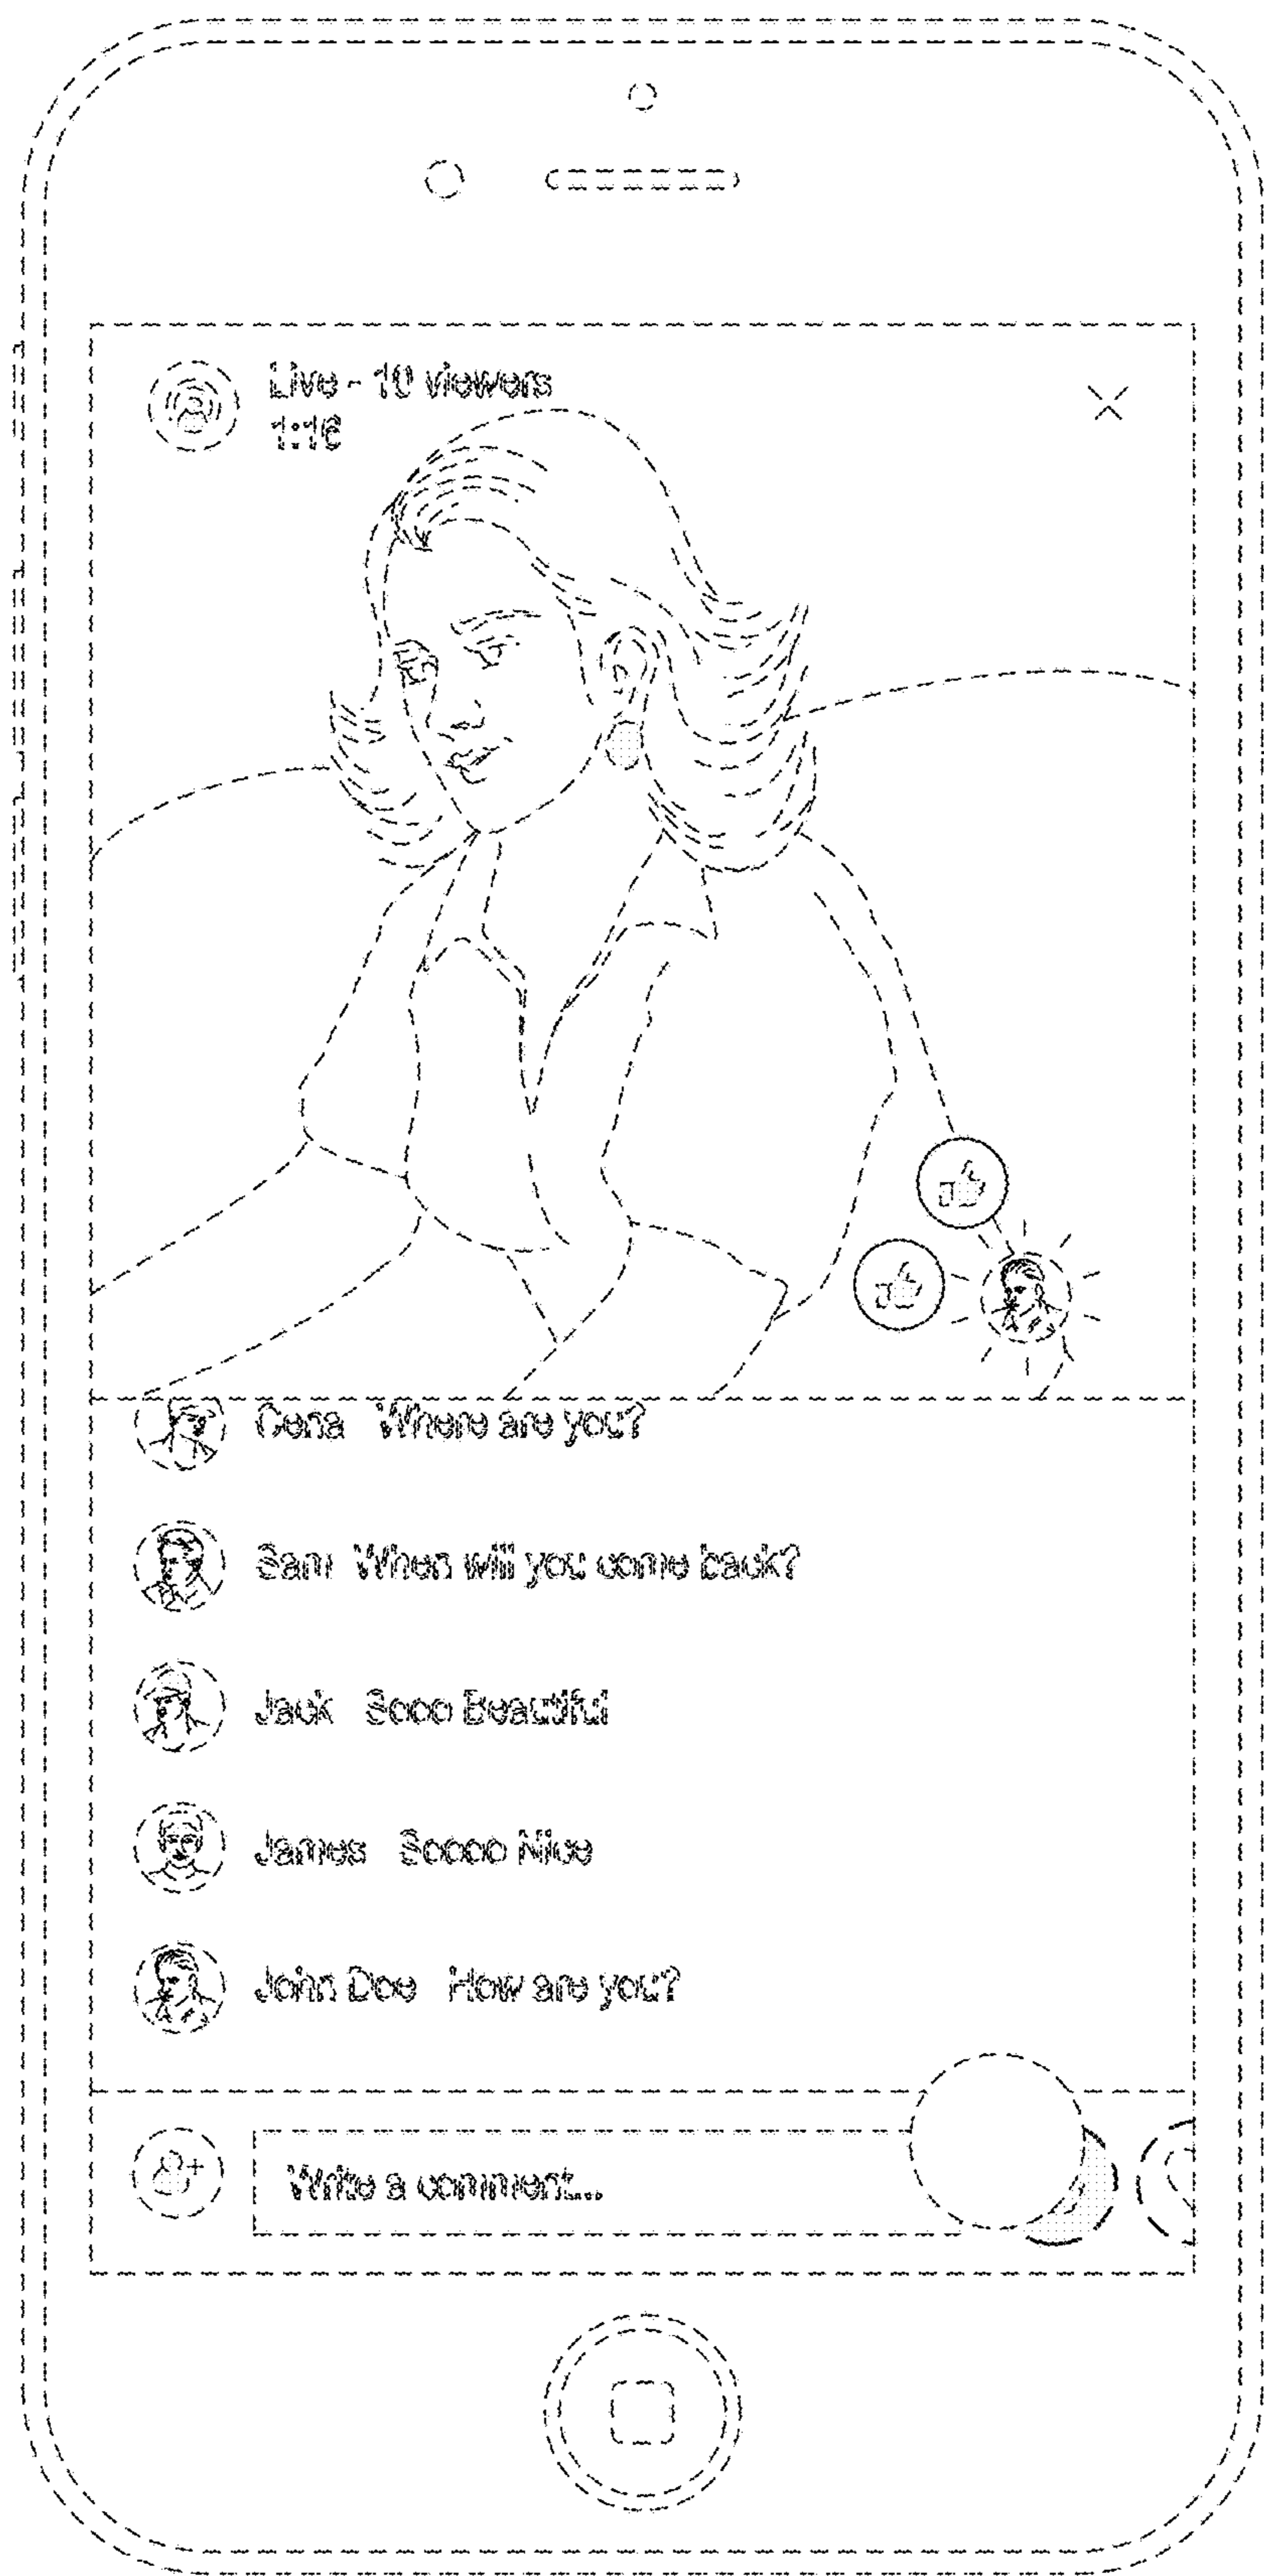 Live - 10 viewers
1:16
Gena Where are you?
Sam When will you come back?
Jack Sooo Beautiful
James Soooo Nice
John Doe How are you?
Write a comment...